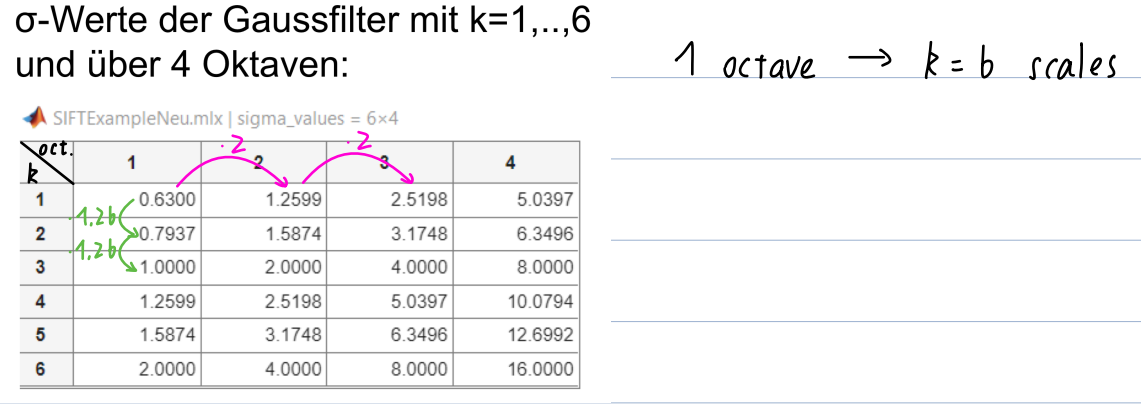 σ-Werte der Gaussfilter mit k=1,..,6
und über 4 Oktaven:
1 octave → k = 6 scales
SIFTExampleNeu.mlx | sigma_values = 6×4
·2 ·2
oct.
k
1 2 3 4
1 0.6300 1.2599 2.5198 5.0397
·1.26
2 0.7937 1.5874 3.1748 6.3496
·1.26
3 1.0000 2.0000 4.0000 8.0000
4 1.2599 2.5198 5.0397 10.0794
5 1.5874 3.1748 6.3496 12.6992
6 2.0000 4.0000 8.0000 16.0000